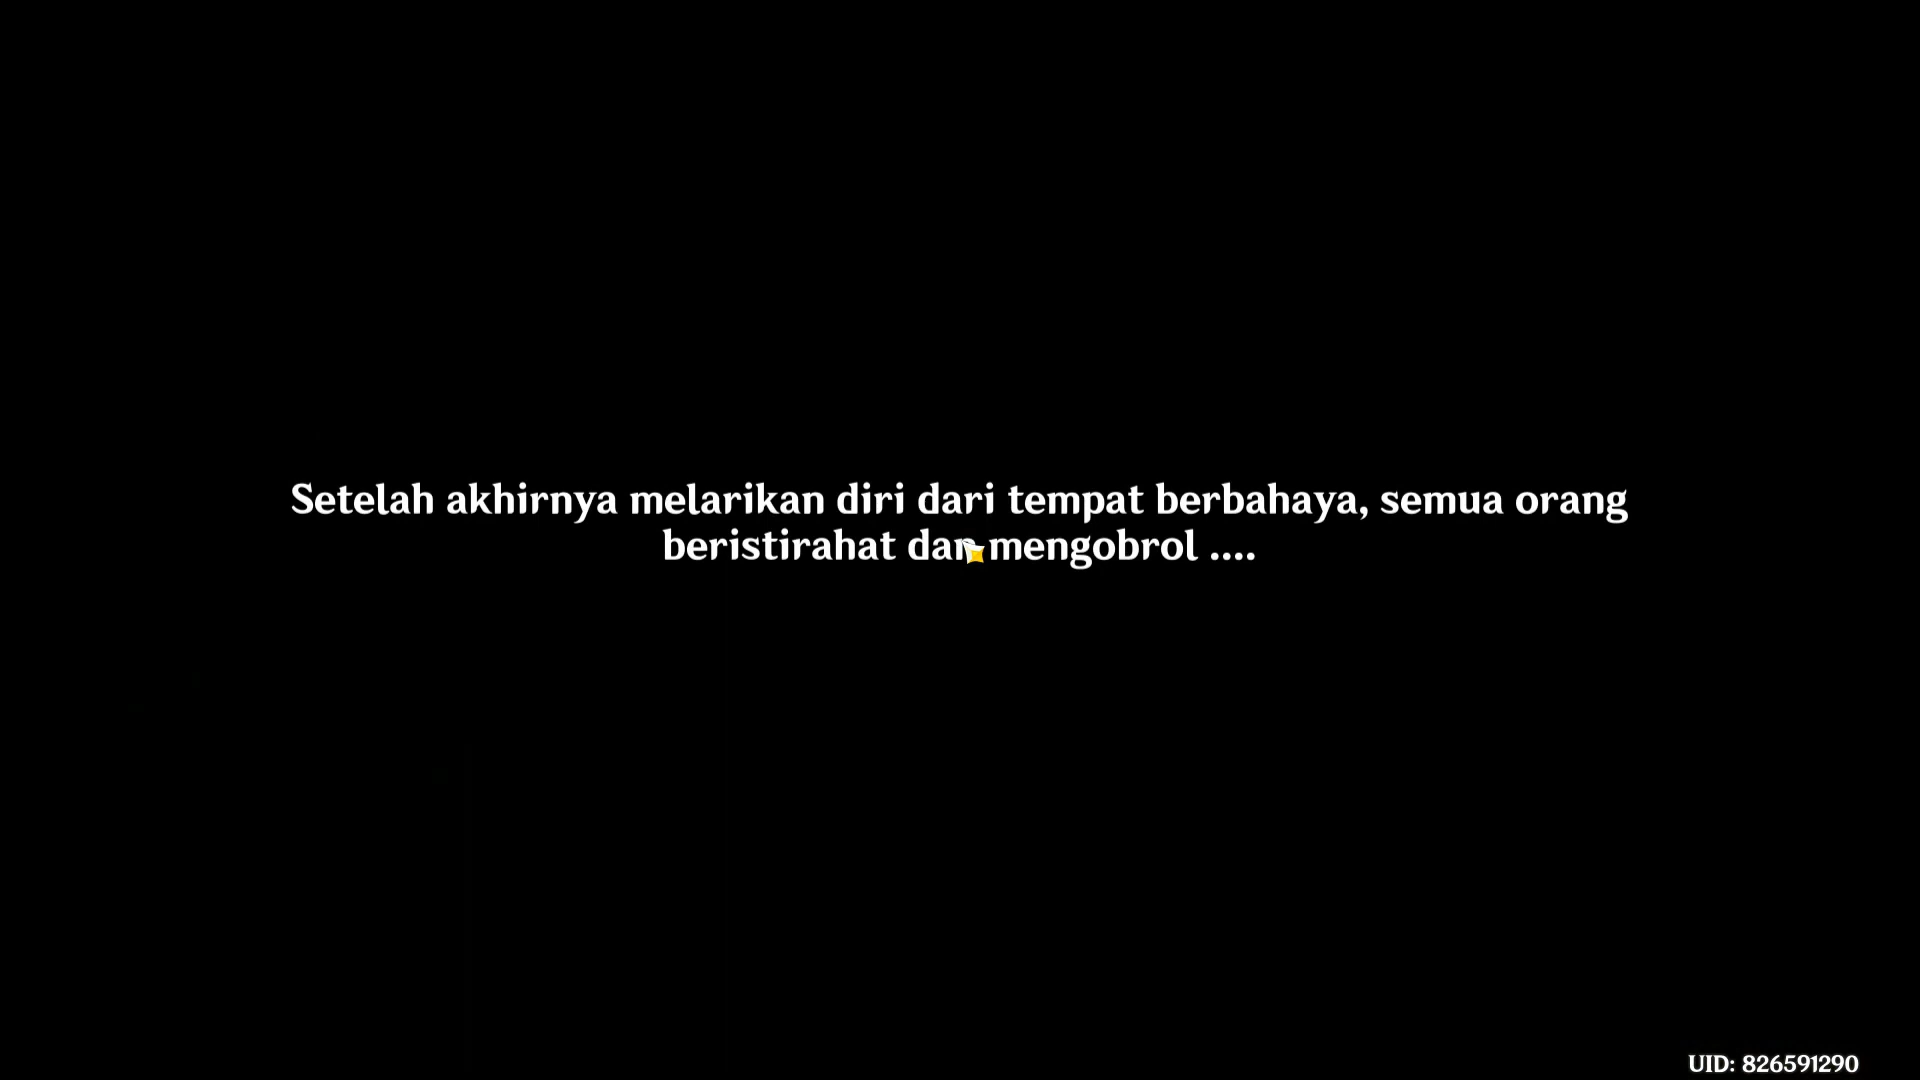 Setelah akhirnya melarikan diri dari tempat berbahaya, semua orang
beristirahat dan mengobrol ....
UID: 826591290